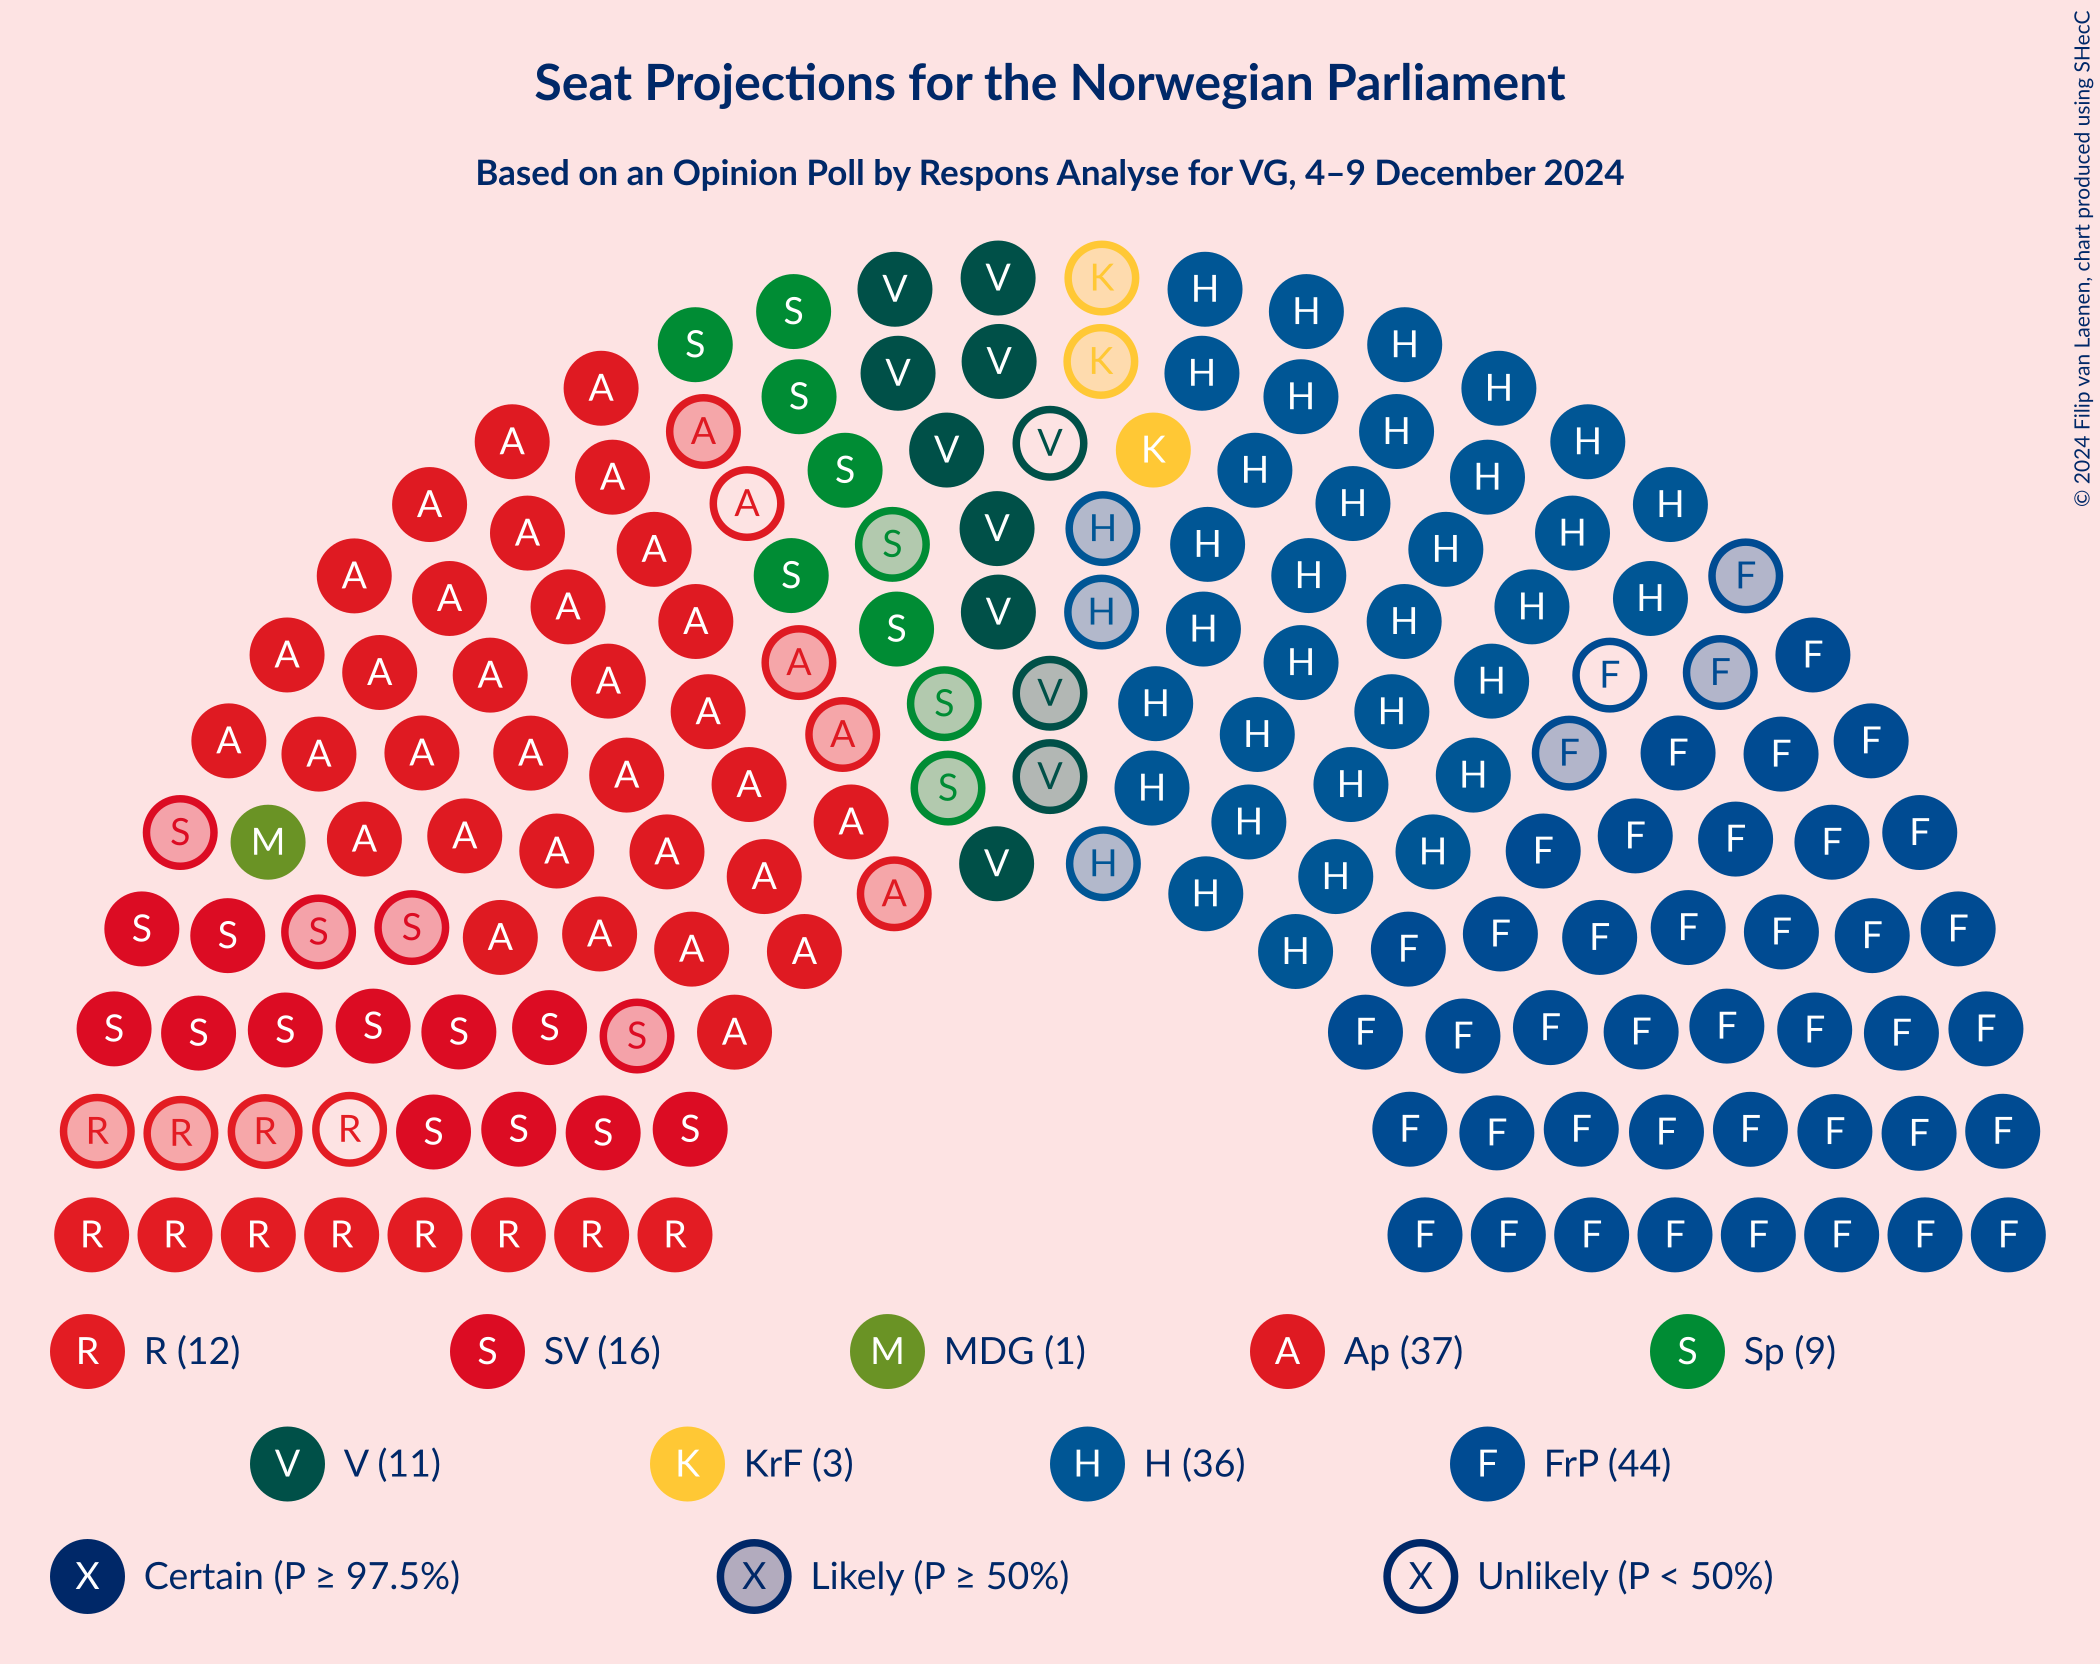 Seat Projections for the Norwegian Parliament
Based on an Opinion Poll by Respons Analyse for VG, 4–9 December 2024
© 2024 Filip van Laenen, chart produced using SHecC
V V K H
S H
S H
V V K H
A S H H
A A V V K H H
A S H H
A A H H
A A S V H H H H
A S H F
A A A S V H H H H H
A A A A A H H F F F
A S V H H
A A A A A H F F F F
A A S V H H H
S M A A A A A H H F F F F F
A A V H H H
S S S S A A A A H F F F F F F F
S S S S S S S A F F F F F F F F
R R R R S S S S F F F F F F F F
R R R R R R R R F F F F F F F F
R R (12) S SV (16) M MDG (1) A Ap (37) S Sp (9)
V V (11) K KrF (3) H H (36) F FrP (44)
X Certain (P ≥ 97.5%) X Likely (P ≥ 50%) X Unlikely (P < 50%)